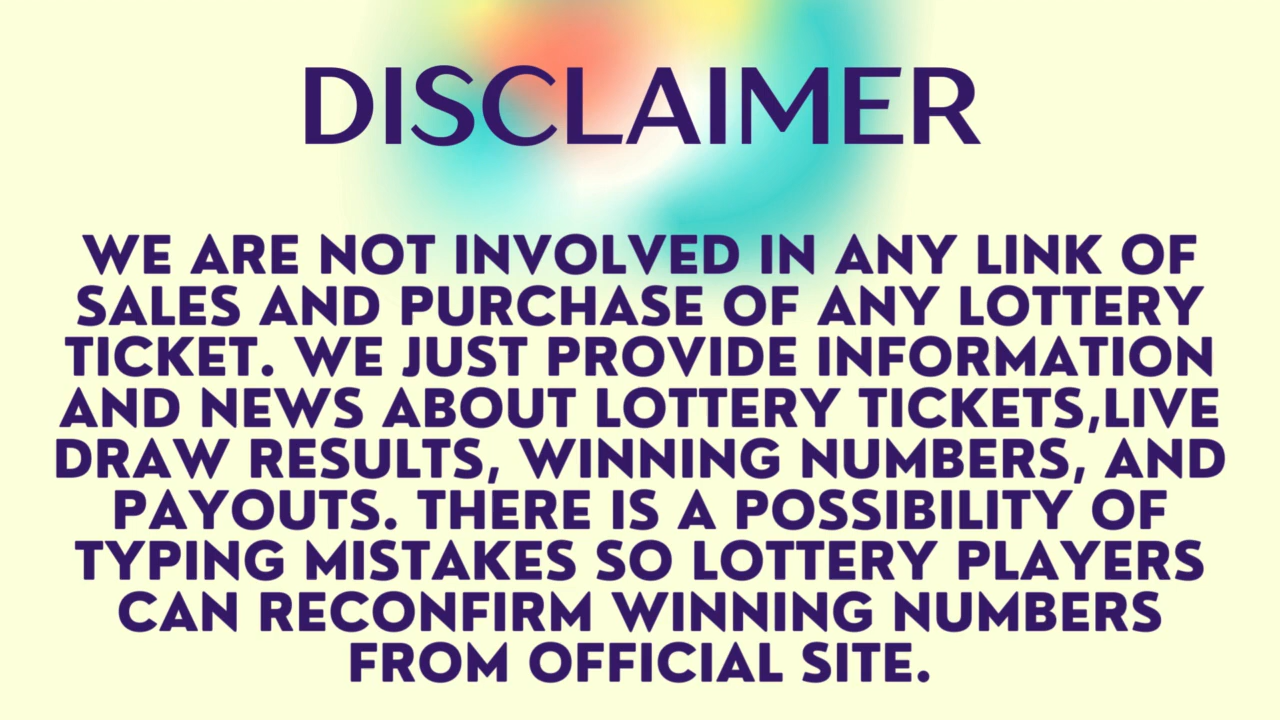 DISCLAIMER
WE ARE NOT INVOLVED IN ANY LINK OF
SALES AND PURCHASE OF ANY LOTTERY
TICKET. WE JUST PROVIDE INFORMATION
AND NEWS ABOUT LOTTERY TICKETS,LIVE
DRAW RESULTS, WINNING NUMBERS, AND
PAYOUTS. THERE IS A POSSIBILITY OF
TYPING MISTAKES SO LOTTERY PLAYERS
CAN RECONFIRM WINNING NUMBERS
FROM OFFICIAL SITE.